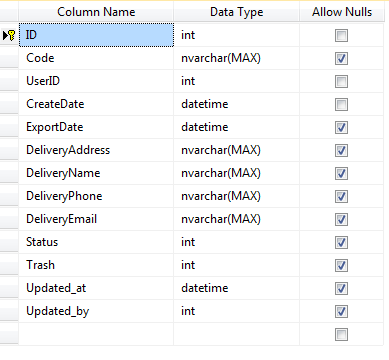 Column Name Data Type Allow Nulls
ID int
Code nvarchar(MAX)
UserID int
CreateDate datetime
ExportDate datetime
DeliveryAddress nvarchar(MAX)
DeliveryName nvarchar(MAX)
DeliveryPhone nvarchar(MAX)
DeliveryEmail nvarchar(MAX)
Status int
Trash int
Updated_at datetime
Updated_by int